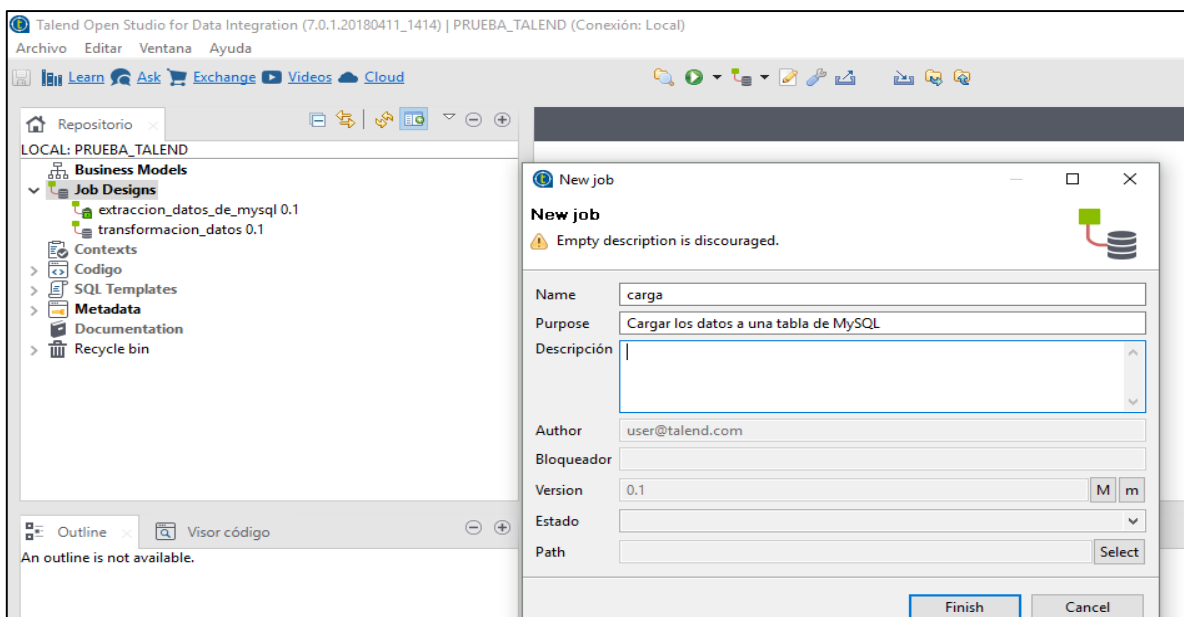 Talend Open Studio for Data Integration (7.0.1.20180411_1414) | PRUEBA_TALEND (Conexión: Local)
Archivo Editar Ventana Ayuda
Learn Ask Exchange Videos Cloud
Repositorio
LOCAL: PRUEBA_TALEND
Business Models
Job Designs
extraccion_datos_de_mysql 0.1
transformacion_datos 0.1
Contexts
Codigo
SQL Templates
Metadata
Documentation
Recycle bin
Outline Visor código
An outline is not available.
New job
New job
Empty description is discouraged.
Name carga
Purpose Cargar los datos a una tabla de MySQL
Descripción
Author user@talend.com
Bloqueador
Version 0.1 M m
Estado
Path Select
Finish Cancel